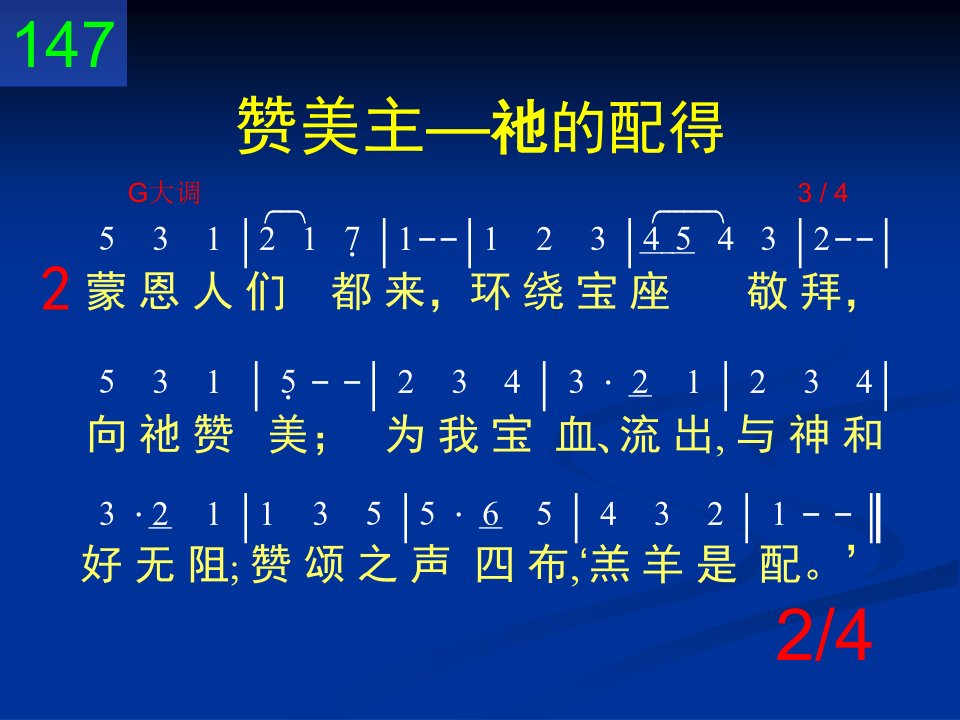 147
赞美主—祂的配得
G大调 3 / 4
5 3 1 | 2 1 7̣ | 1 - - | 1 2 3 | 4 5 4 3 | 2 - - |
2 蒙恩人们 都来，环绕宝座 敬拜，
5 3 1 | 5̣ - - | 2 3 4 | 3 · 2 1 | 2 3 4 |
向祂赞 美； 为我宝 血、流出, 与神和
3 · 2 1 | 1 3 5 | 5 · 6 5 | 4 3 2 | 1 - - ‖
好无阻; 赞颂之声 四布,‘羔羊是 配。’
2/4